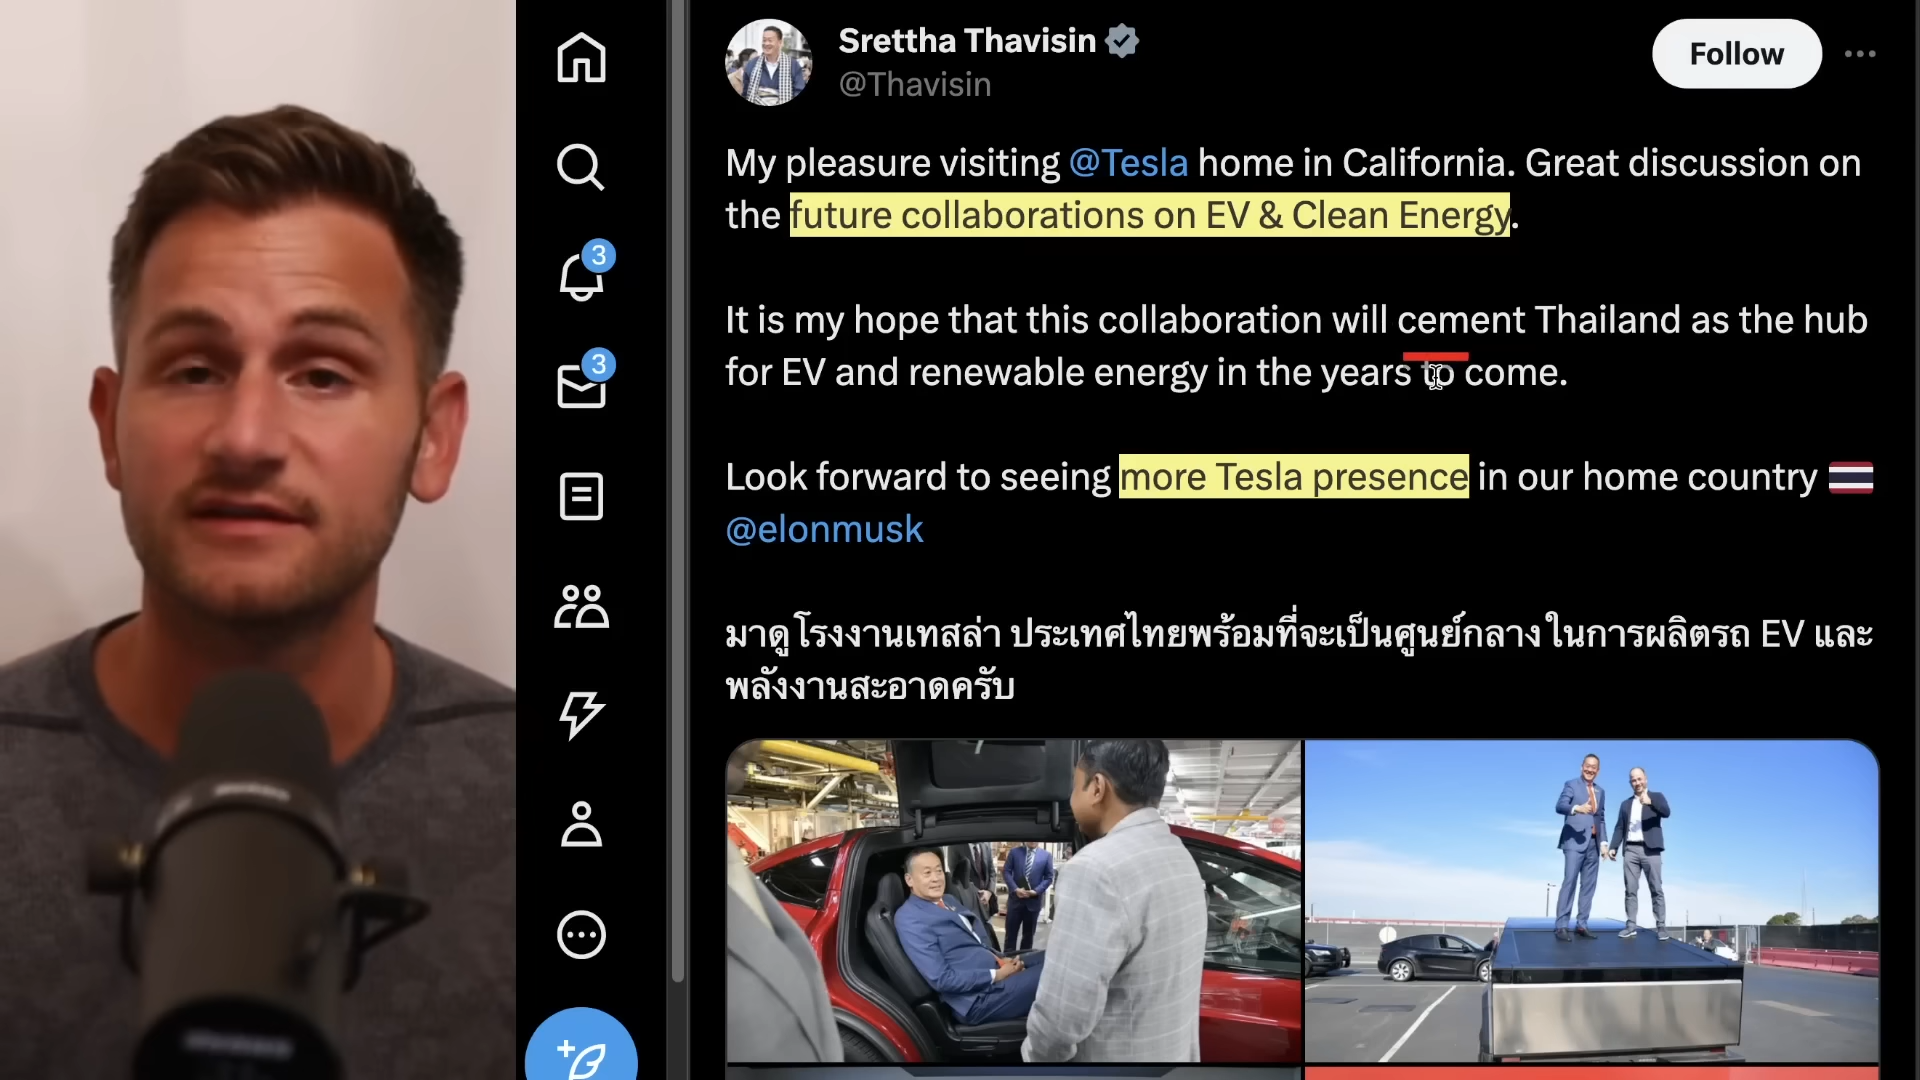 Srettha Thavisin
@Thavisin
Follow
My pleasure visiting @Tesla home in California. Great discussion on
the future collaborations on EV & Clean Energy.
It is my hope that this collaboration will cement Thailand as the hub
for EV and renewable energy in the years to come.
Look forward to seeing more Tesla presence in our home country
@elonmusk
มาดูโรงงานเทสล่า ประเทศไทยพร้อมที่จะเป็นศูนย์กลางในการผลิตรถ EV และ
พลังงานสะอาดครับ
3
3